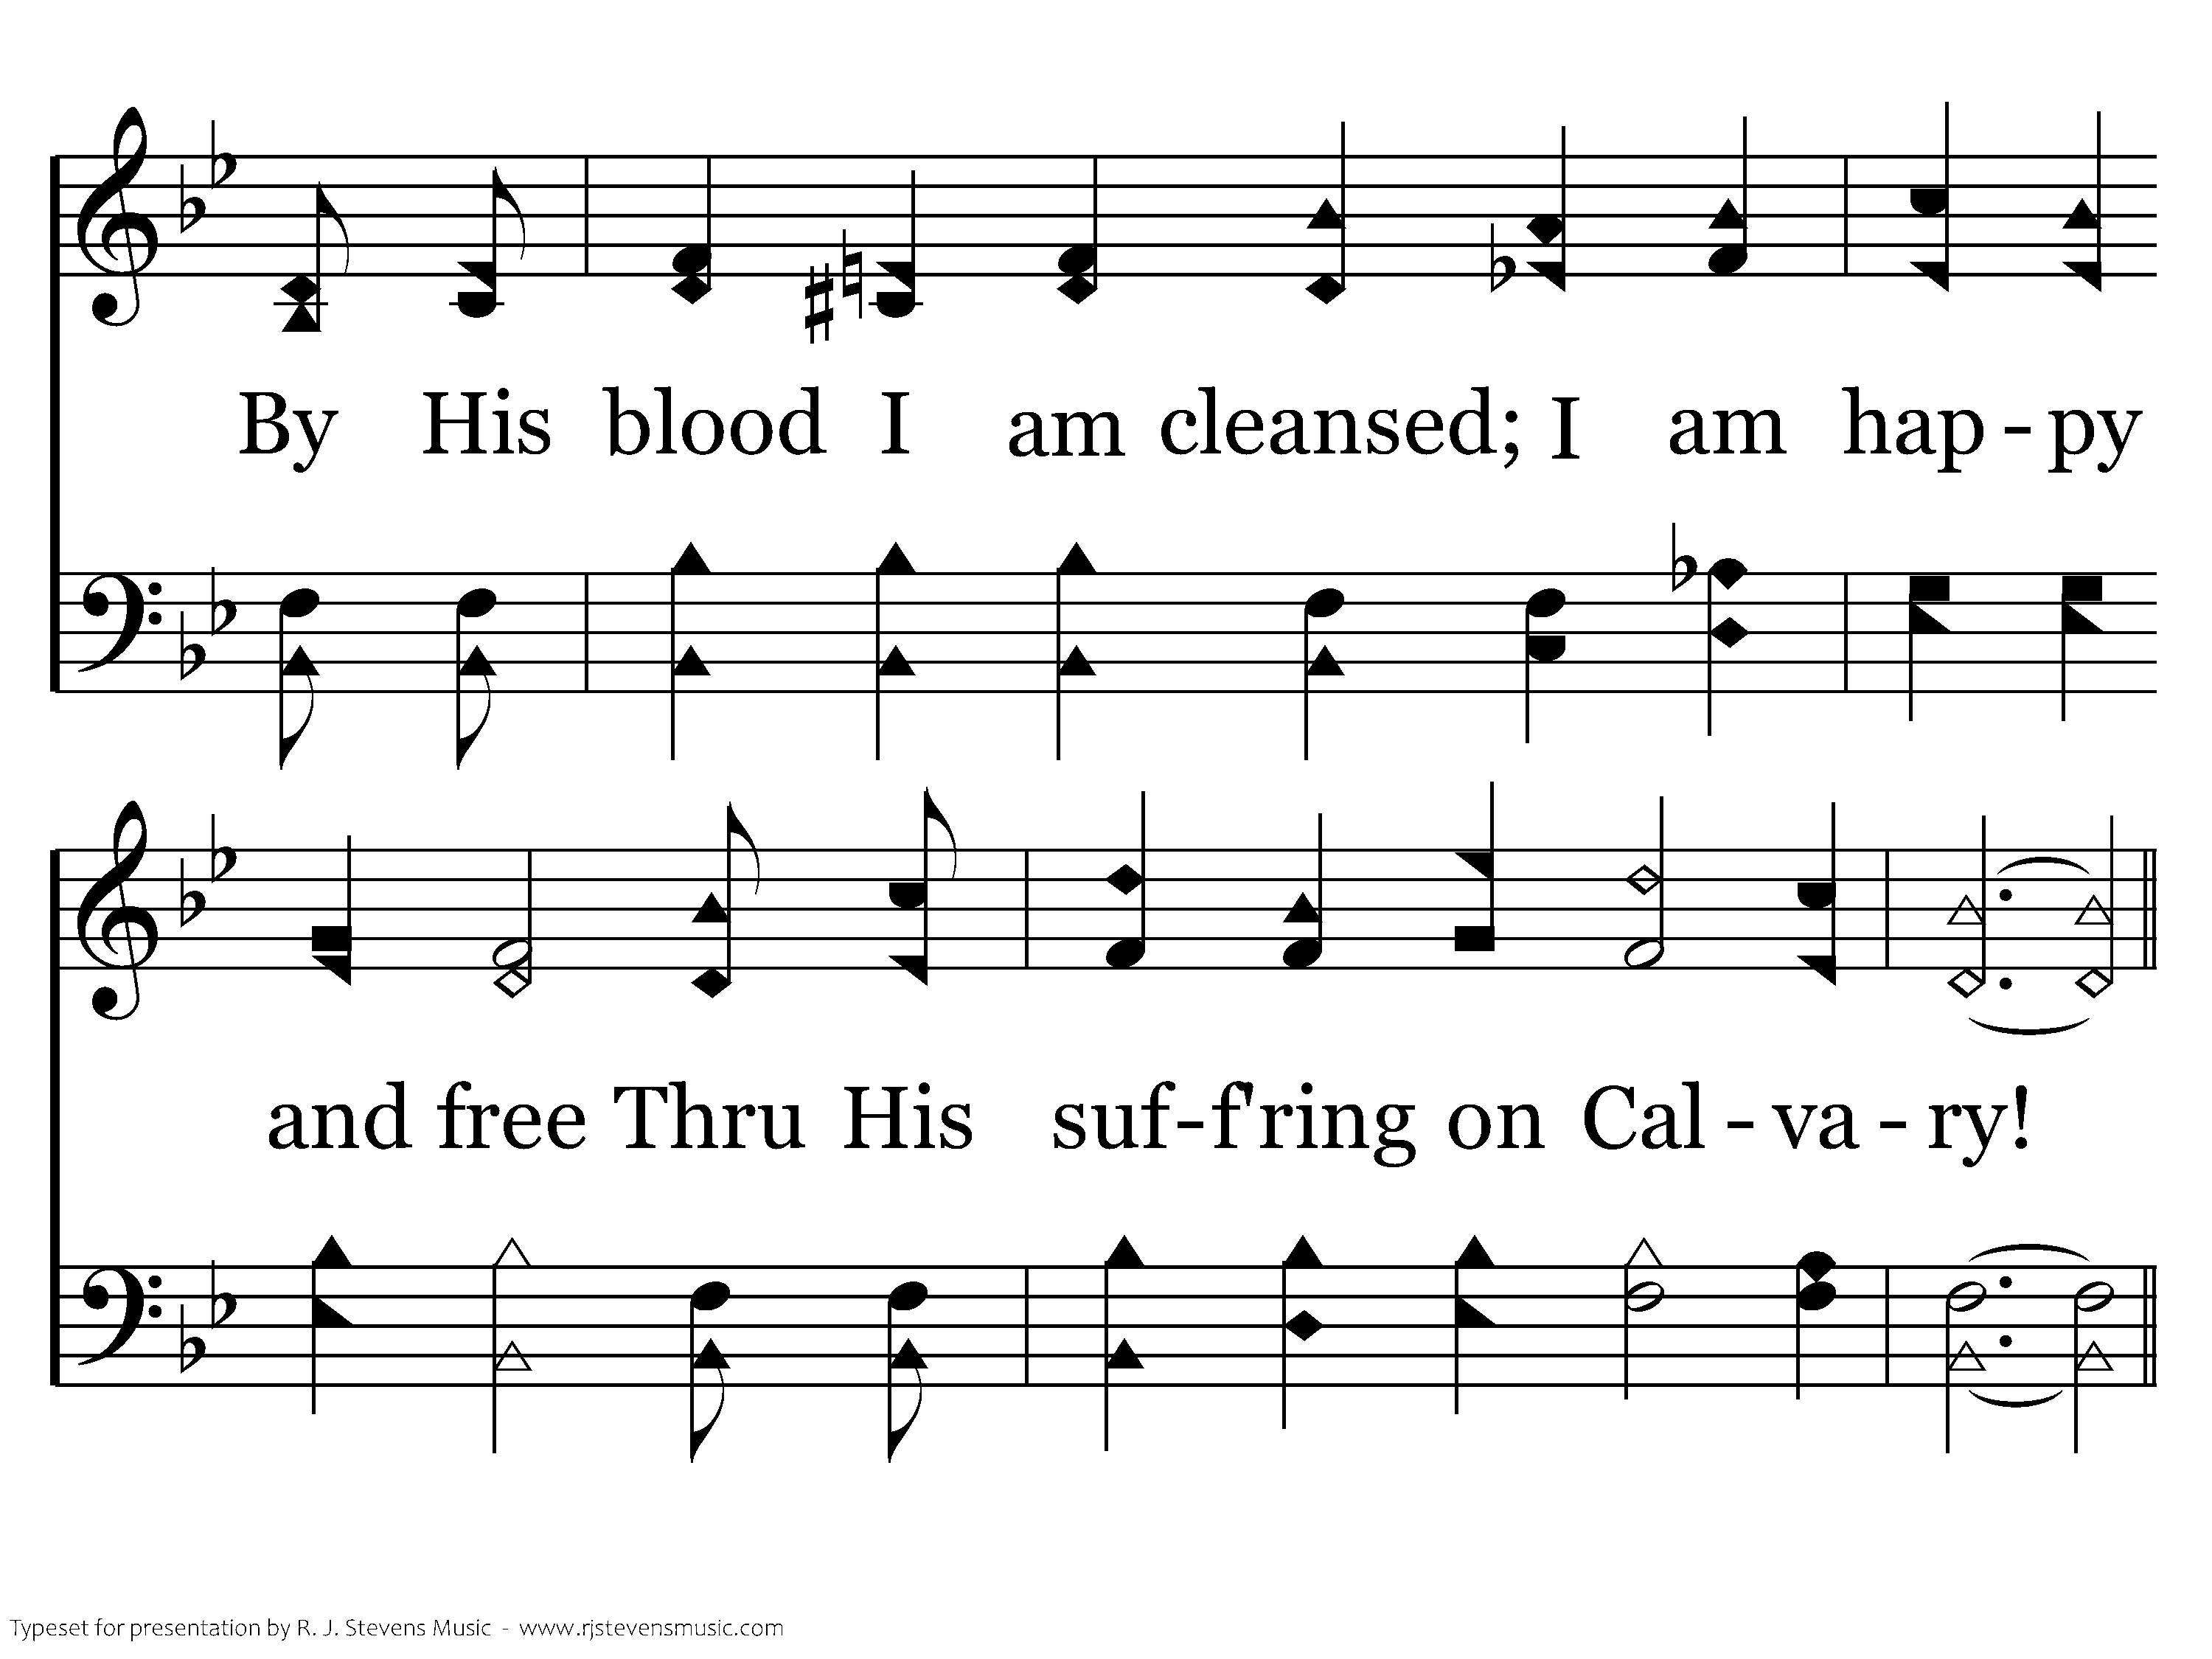 By His blood I am cleansed; I am hap - py
and free Thru His suf-f'ring on Cal - va - ry!
Typeset for presentation by R. J. Stevens Music - www.rjstevensmusic.com